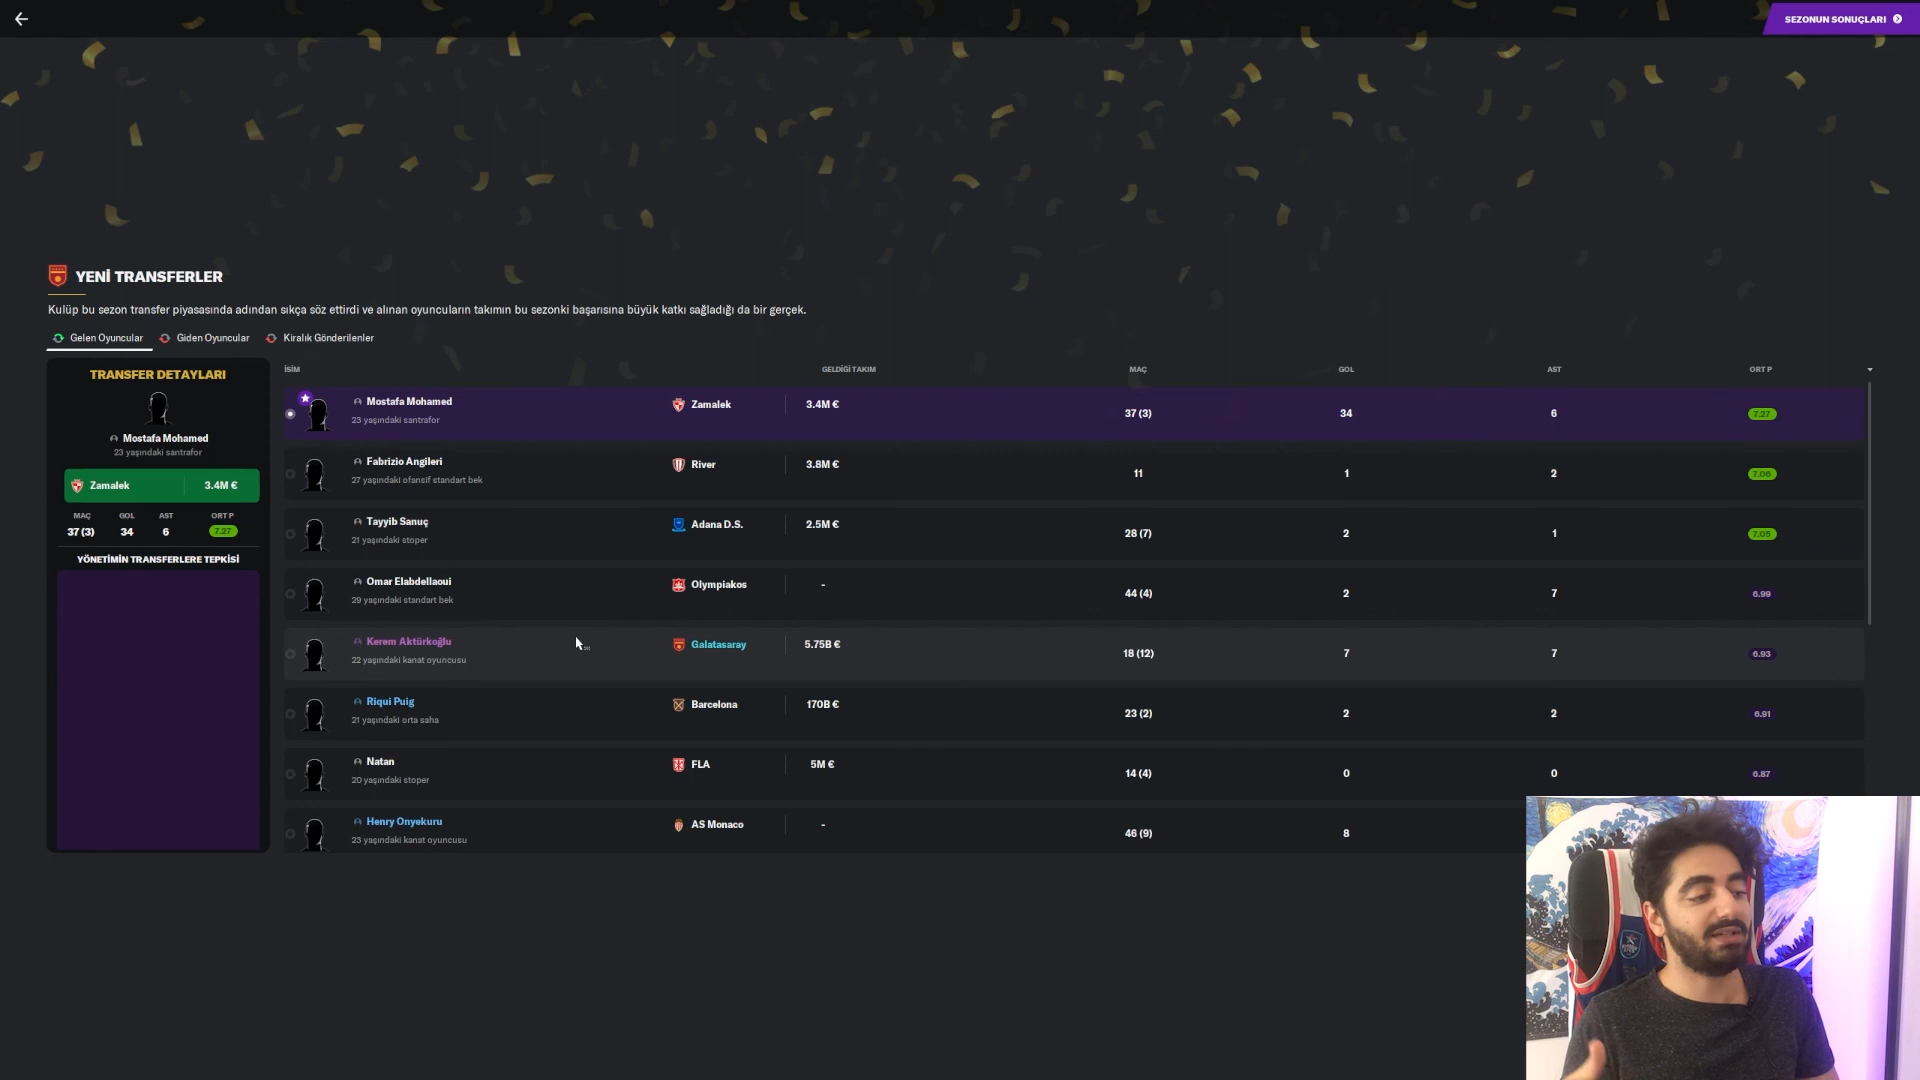 SEZONUN SONUÇLARI
YENİ TRANSFERLER
Kulüp bu sezon transfer piyasasında adından sıkça söz ettirdi ve alınan oyuncuların takımın bu sezonki başarısına büyük katkı sağladığı da bir gerçek.
Gelen Oyuncular Giden Oyuncular Kiralık Gönderilenler
TRANSFER DETAYLARI
Mostafa Mohamed
23 yaşındaki santrafor
Zamalek 3.4M €
MAÇ GOL AST ORT P
37 (3) 34 6 7.27
YÖNETİMİN TRANSFERLERE TEPKİSİ
İSİM GELDİĞİ TAKIM MAÇ GOL AST ORT P
Mostafa Mohamed Zamalek 3.4M € 37 (3) 34 6 7.27
23 yaşındaki santrafor
Fabrizio Angileri River 3.8M € 11 1 2 7.06
27 yaşındaki ofansif standart bek
Tayyib Sanuç Adana D.S. 2.5M € 28 (7) 2 1 7.05
21 yaşındaki stoper
Omar Elabdellaoui Olympiakos - 44 (4) 2 7 6.99
29 yaşındaki standart bek
Kerem Aktürkoğlu Galatasaray 5.75B € 18 (12) 7 7 6.93
22 yaşındaki kanat oyuncusu
Riqui Puig Barcelona 170B € 23 (2) 2 2 6.91
21 yaşındaki orta saha
Natan FLA 5M € 14 (4) 0 0 6.87
20 yaşındaki stoper
Henry Onyekuru AS Monaco - 46 (9) 8
23 yaşındaki kanat oyuncusu